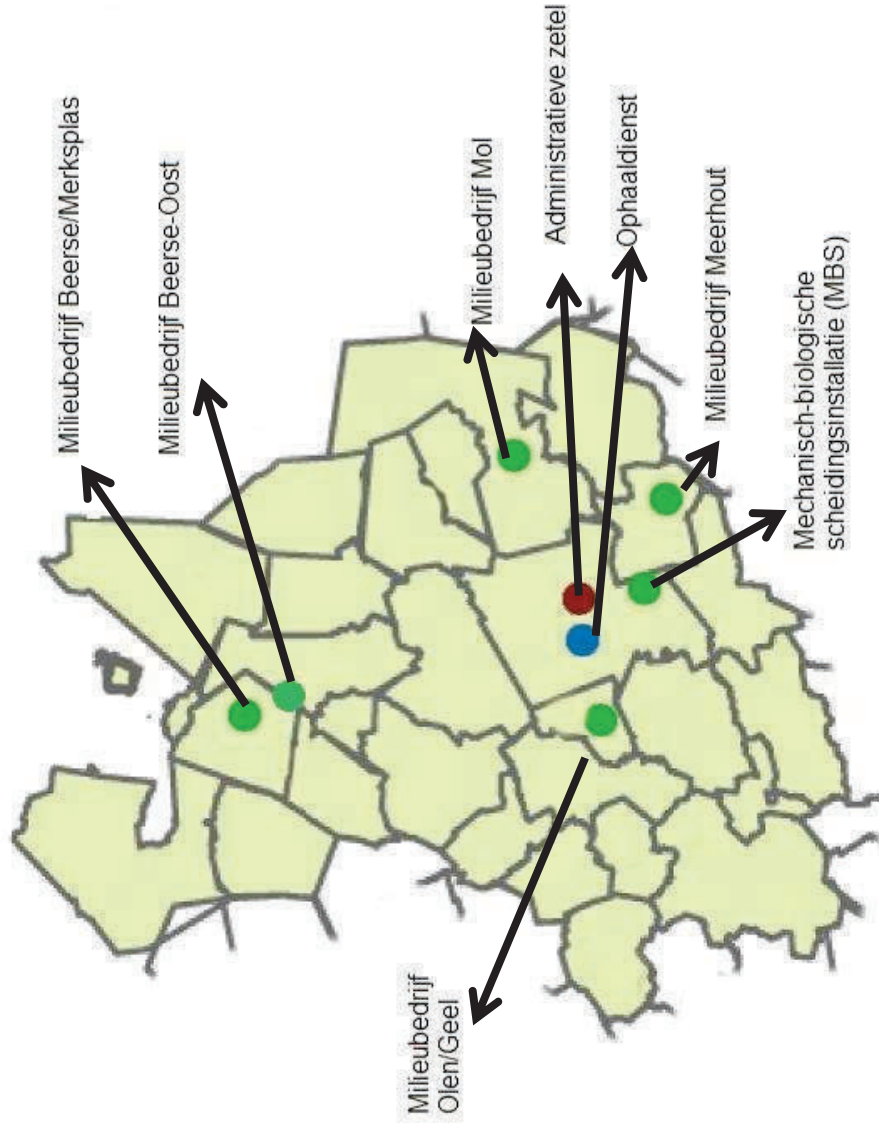 Milieubedrijf Beerse/Merksplas
Milieubedrijf Beerse-Oost
Milieubedrijf Mol
Administratieve zetel
Ophaaldienst
Milieubedrijf Meerhout
Mechanisch-biologische
scheidingsinstallatie (MBS)
Milieubedrijf
Olen/Geel